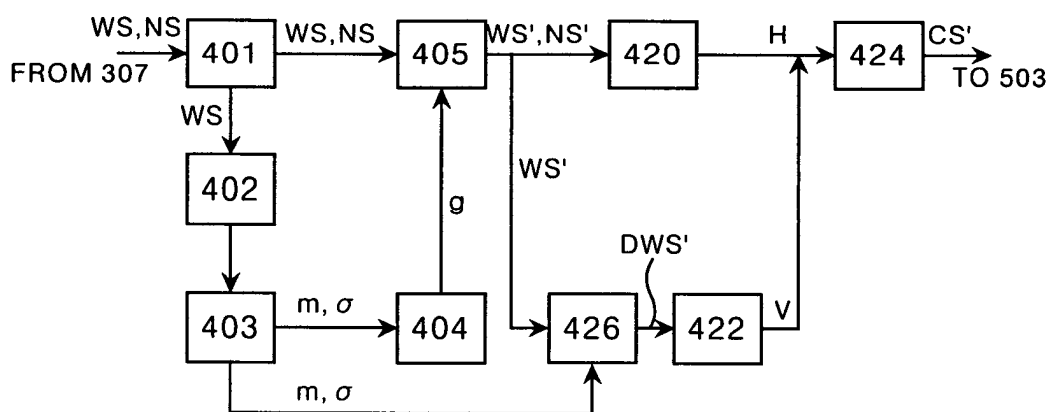 WS,NS
401
WS,NS
405
WS',NS'
420
H
424
CS'
FROM 307
TO 503
WS
402
g
WS'
DWS'
403
m, σ
404
426
422
V
m, σ